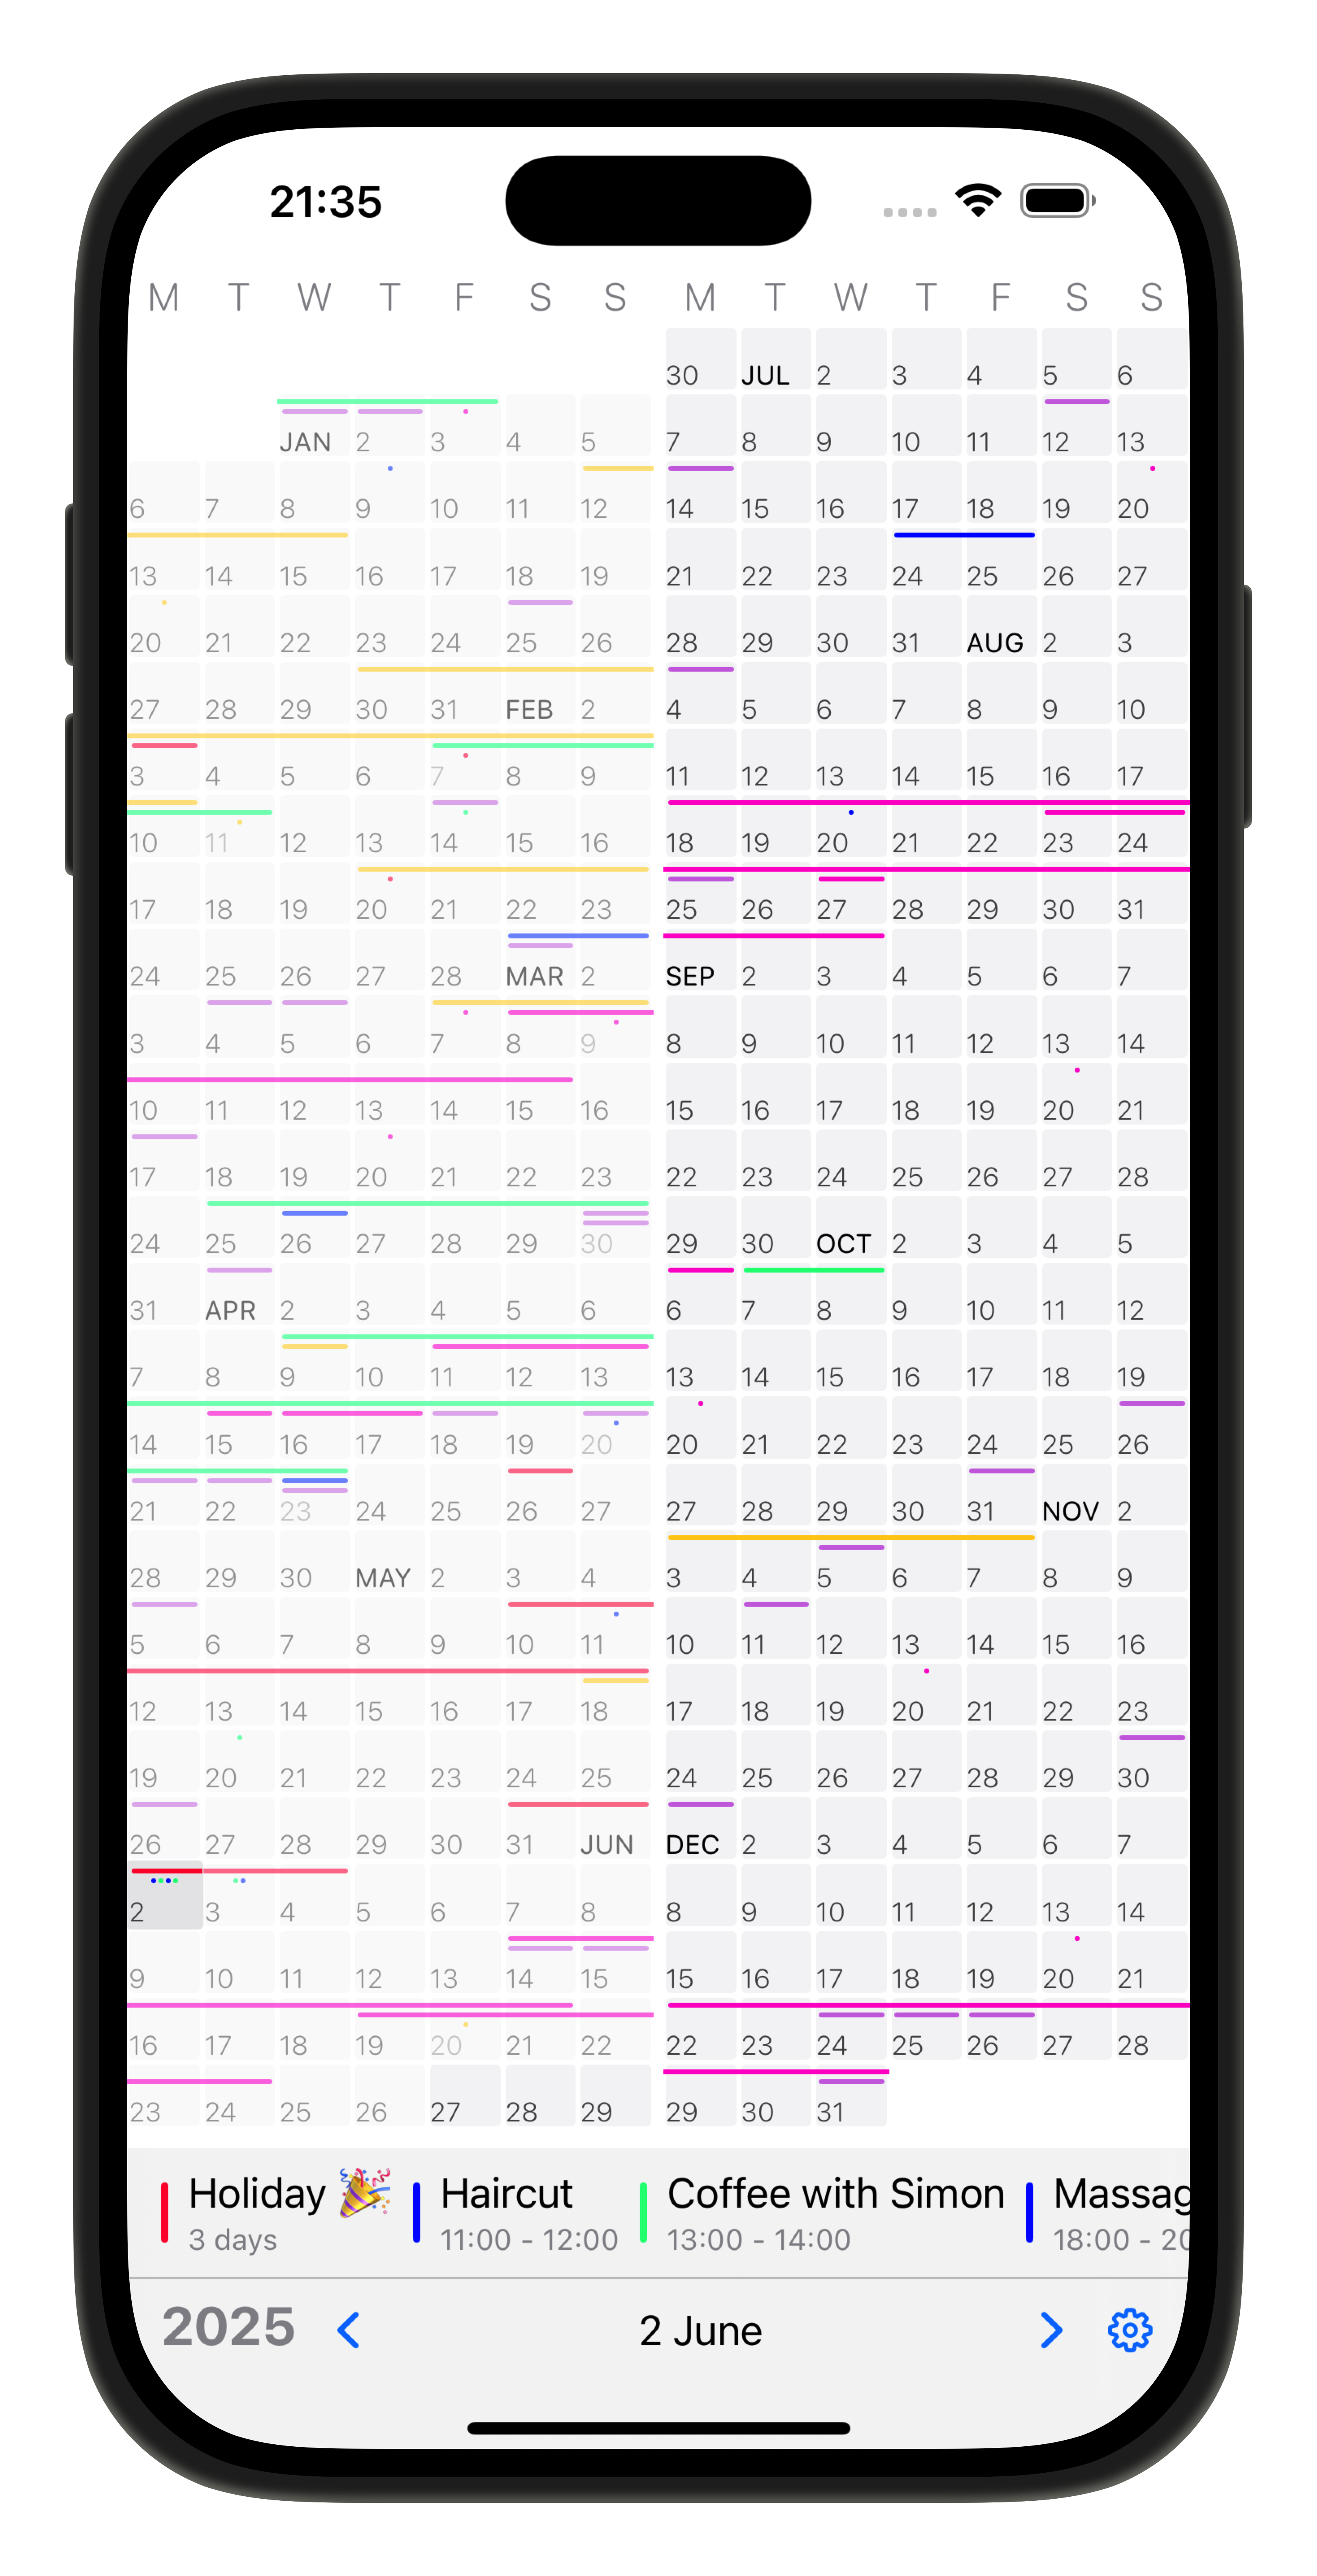 21:35
M T W T F S S M T W T F S S
30 JUL 2 3 4 5 6
JAN 2 3 4 5 7 8 9 10 11 12 13
6 7 8 9 10 11 12 14 15 16 17 18 19 20
13 14 15 16 17 18 19 21 22 23 24 25 26 27
20 21 22 23 24 25 26 28 29 30 31 AUG 2 3
27 28 29 30 31 FEB 2 4 5 6 7 8 9 10
3 4 5 6 7 8 9 11 12 13 14 15 16 17
10 11 12 13 14 15 16 18 19 20 21 22 23 24
17 18 19 20 21 22 23 25 26 27 28 29 30 31
24 25 26 27 28 MAR 2 SEP 2 3 4 5 6 7
3 4 5 6 7 8 9 8 9 10 11 12 13 14
10 11 12 13 14 15 16 15 16 17 18 19 20 21
17 18 19 20 21 22 23 22 23 24 25 26 27 28
24 25 26 27 28 29 30 29 30 OCT 2 3 4 5
31 APR 2 3 4 5 6 6 7 8 9 10 11 12
7 8 9 10 11 12 13 13 14 15 16 17 18 19
14 15 16 17 18 19 20 20 21 22 23 24 25 26
21 22 23 24 25 26 27 27 28 29 30 31 NOV 2
28 29 30 MAY 2 3 4 3 4 5 6 7 8 9
5 6 7 8 9 10 11 10 11 12 13 14 15 16
12 13 14 15 16 17 18 17 18 19 20 21 22 23
19 20 21 22 23 24 25 24 25 26 27 28 29 30
26 27 28 29 30 31 JUN DEC 2 3 4 5 6 7
2 3 4 5 6 7 8 8 9 10 11 12 13 14
9 10 11 12 13 14 15 15 16 17 18 19 20 21
16 17 18 19 20 21 22 22 23 24 25 26 27 28
23 24 25 26 27 28 29 29 30 31
Holiday 🎉 Haircut Coffee with Simon Massag
3 days 11:00 - 12:00 13:00 - 14:00 18:00 - 20
2025 2 June